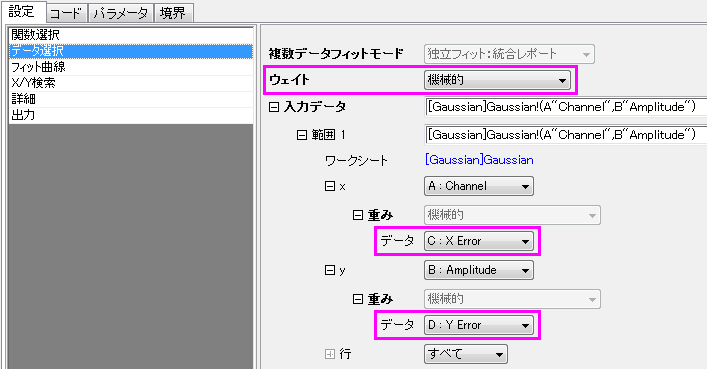 設定 コード パラメータ 境界
関数選択
データ選択
フィット曲線
X/Y検索
詳細
出力
複数データフィットモード 独立フィット:統合レポート
ウェイト 機械的
入力データ [Gaussian]Gaussian!(A"Channel",B"Amplitude")
範囲 1 [Gaussian]Gaussian!(A"Channel",B"Amplitude")
ワークシート [Gaussian]Gaussian
x A : Channel
重み 機械的
データ C : X Error
y B : Amplitude
重み 機械的
データ D : Y Error
行 すべて